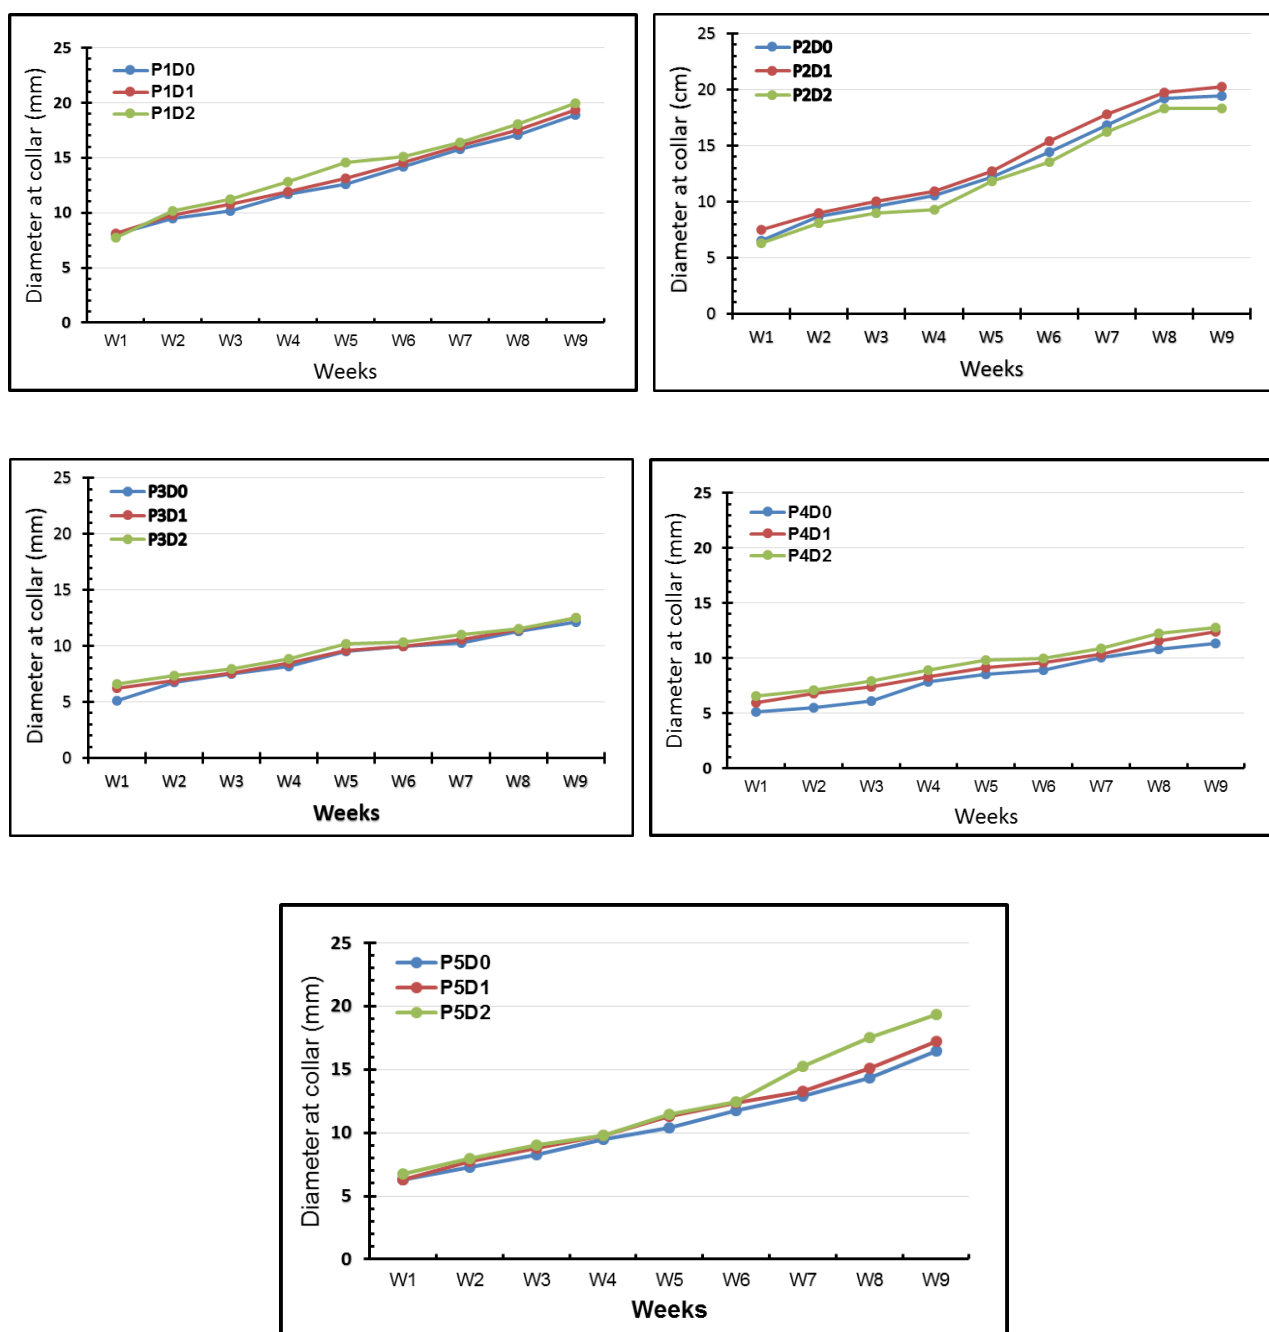 Diameter at collar (mm)
25
20
15
10
5
0
P1D0
P1D1
P1D2
W1 W2 W3 W4 W5 W6 W7 W8 W9
Weeks
Diameter at collar (cm)
25
20
15
10
5
0
P2D0
P2D1
P2D2
W1 W2 W3 W4 W5 W6 W7 W8 W9
Weeks
Diameter at collar (mm)
25
20
15
10
5
0
P3D0
P3D1
P3D2
W1 W2 W3 W4 W5 W6 W7 W8 W9
Weeks
Diameter at collar (mm)
25
20
15
10
5
0
P4D0
P4D1
P4D2
W1 W2 W3 W4 W5 W6 W7 W8 W9
Weeks
Diameter at collar (mm)
25
20
15
10
5
0
P5D0
P5D1
P5D2
W1 W2 W3 W4 W5 W6 W7 W8 W9
Weeks